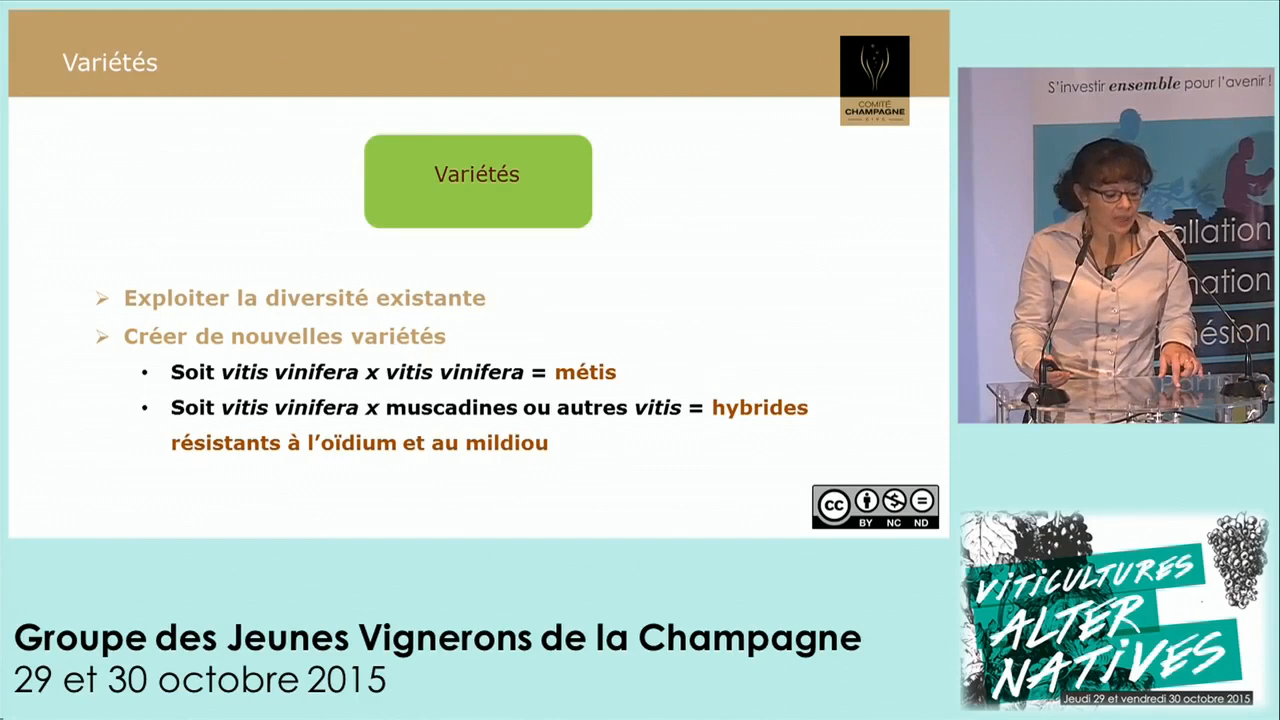 Variétés
COMITÉ
CHAMPAGNE
Variétés
➢ Exploiter la diversité existante
➢ Créer de nouvelles variétés
• Soit vitis vinifera x vitis vinifera = métis
• Soit vitis vinifera x muscadines ou autres vitis = hybrides
résistants à l’oïdium et au mildiou
cc
BY NC ND
S'investir ensemble pour l'avenir !
allation
nation
hésion
VITICULTURES
ALTER
NATIVES
Jeudi 29 et vendredi 30 octobre 2015
Groupe des Jeunes Vignerons de la Champagne
29 et 30 octobre 2015